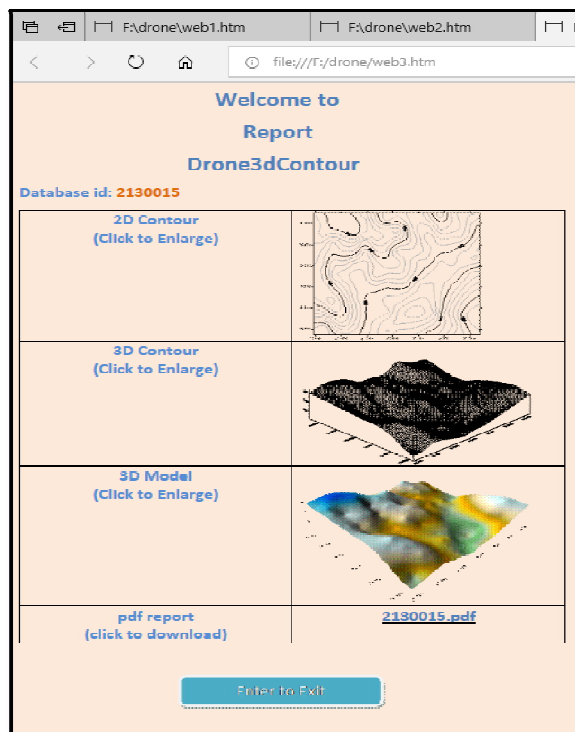 F:\drone\web1.htm
F:\drone\web2.htm
file:///F:/drone/web3.htm
Welcome to
Report
Drone3dContour
Database id: 2130015
2D Contour
(Click to Enlarge)
3D Contour
(Click to Enlarge)
3D Model
(Click to Enlarge)
pdf report
(click to download)
2130015.pdf
Enter to Exit